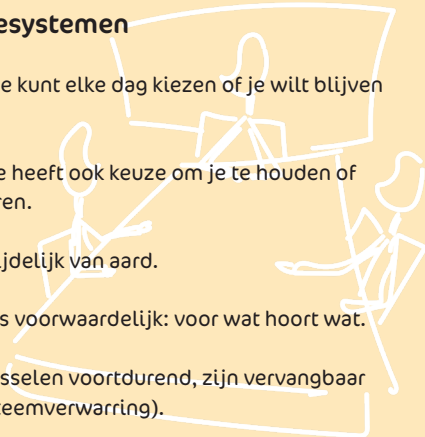 esystemen
e kunt elke dag kiezen of je wilt blijven
e heeft ook keuze om je te houden of
ren.
jdelijk van aard.
s voorwaardelijk: voor wat hoort wat.
sselen voortdurend, zijn vervangbaar
teemverwarring).